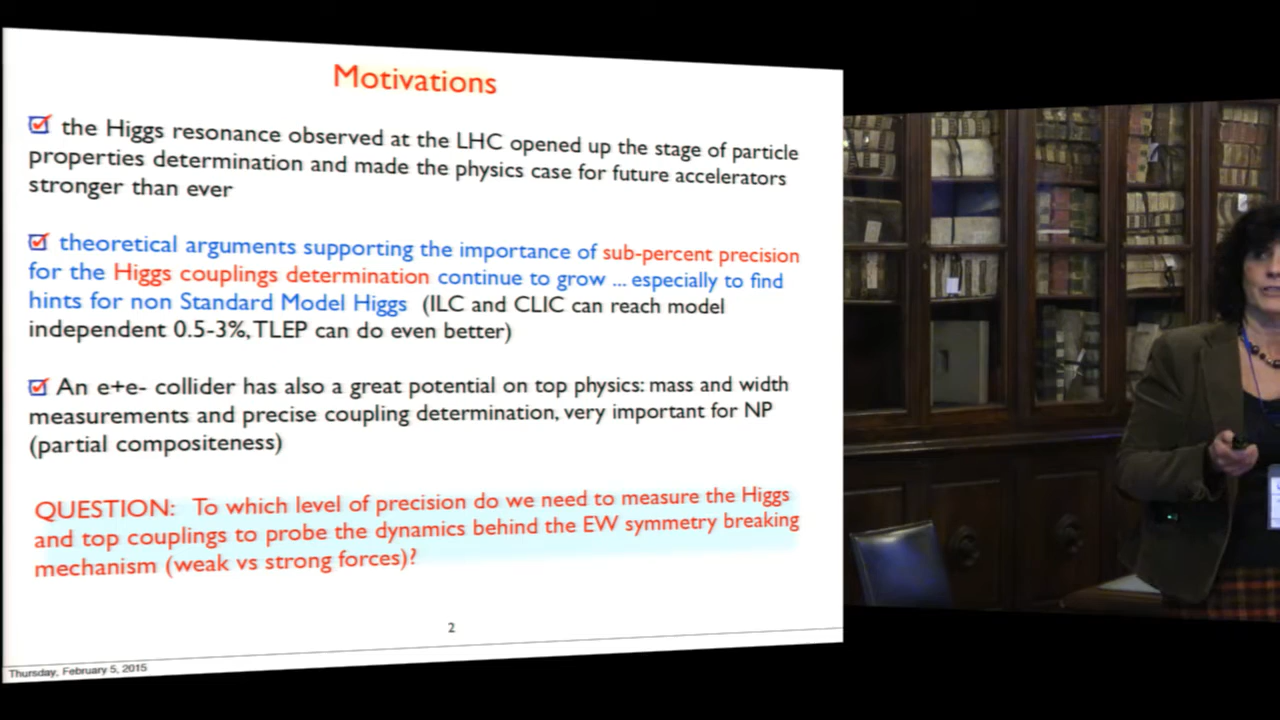 Motivations
the Higgs resonance observed at the LHC opened up the stage of particle
properties determination and made the physics case for future accelerators
stronger than ever
theoretical arguments supporting the importance of sub-percent precision
for the Higgs couplings determination continue to grow ... especially to find
hints for non Standard Model Higgs (ILC and CLIC can reach model
independent 0.5-3%, TLEP can do even better)
An e+e- collider has also a great potential on top physics: mass and width
measurements and precise coupling determination, very important for NP
(partial compositeness)
QUESTION: To which level of precision do we need to measure the Higgs
and top couplings to probe the dynamics behind the EW symmetry breaking
mechanism (weak vs strong forces)?
2
Thursday, February 5, 2015